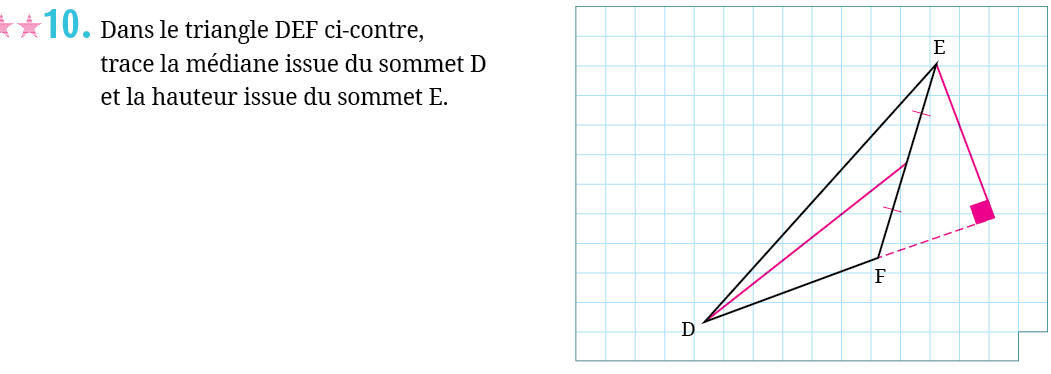 10. Dans le triangle DEF ci-contre,
trace la médiane issue du sommet D
et la hauteur issue du sommet E.
E
F
D